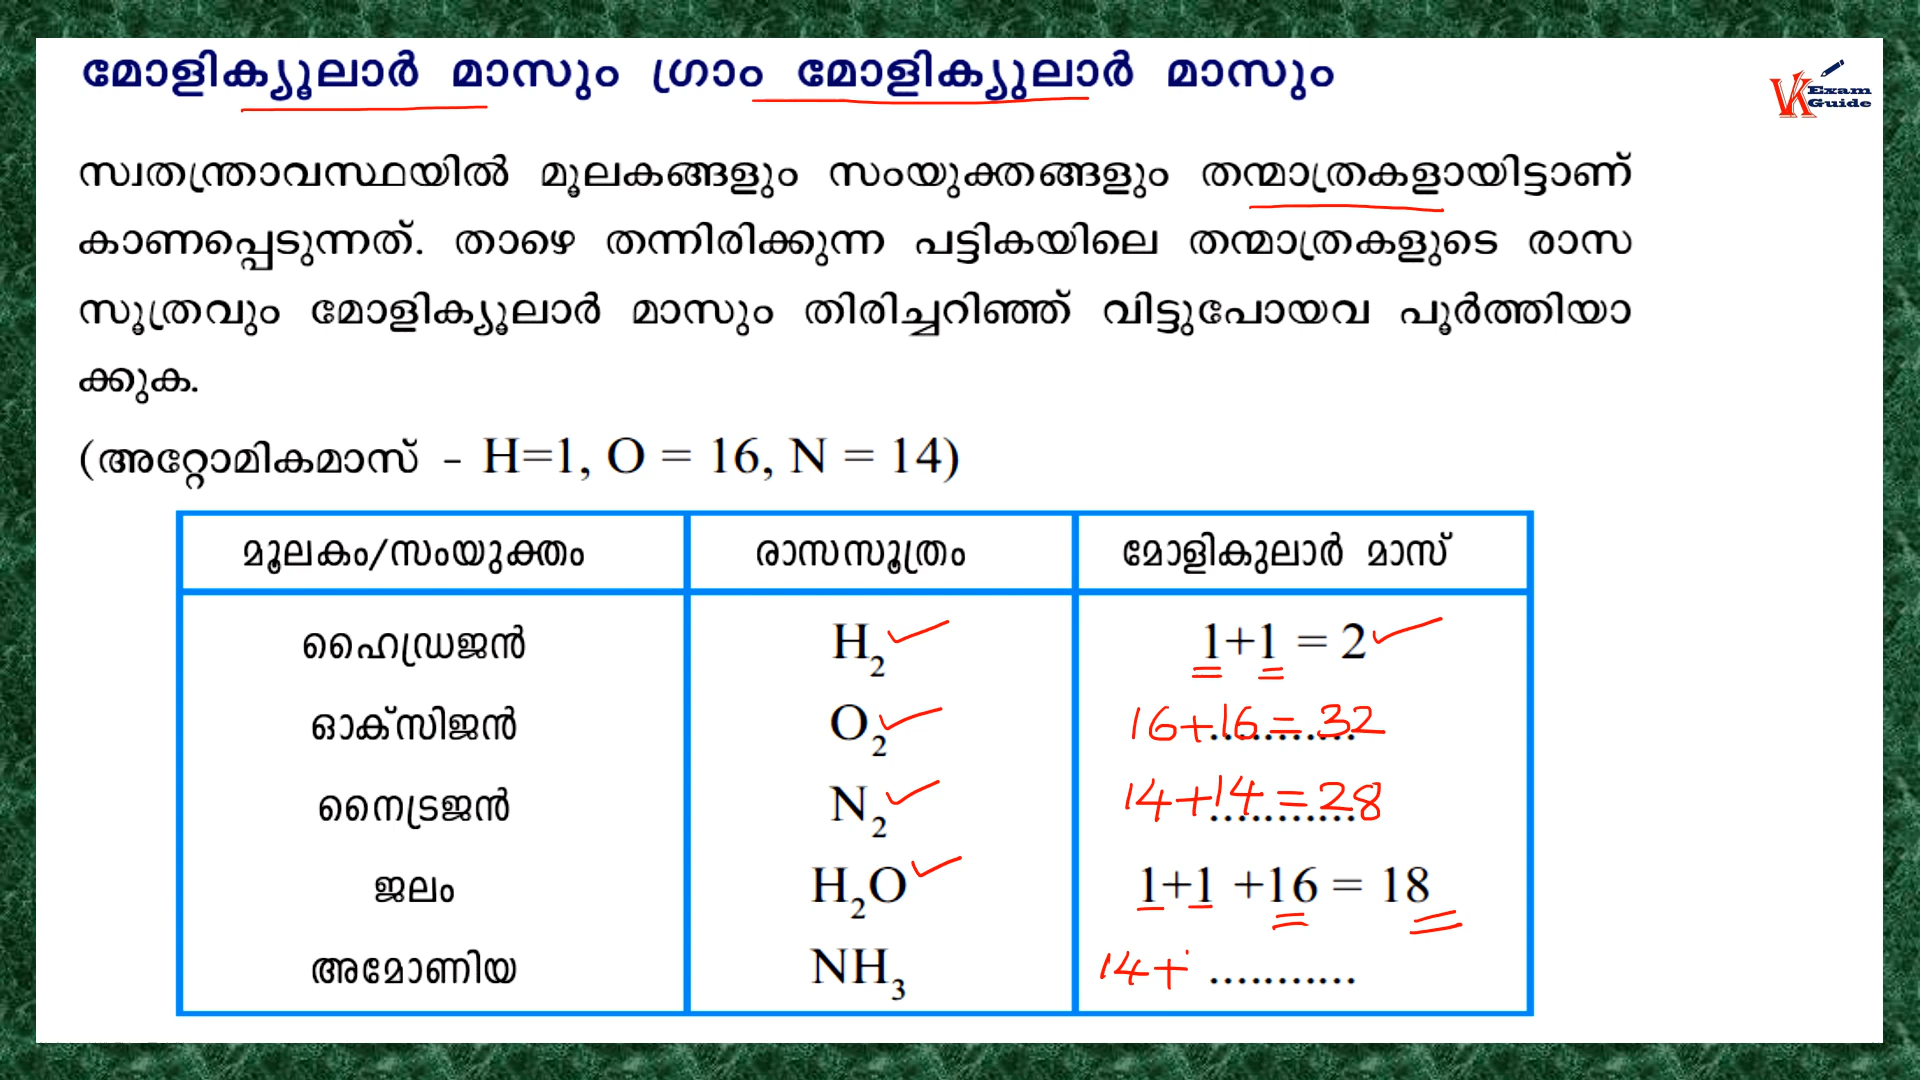 മോളിക്യൂലാർ മാസും ഗ്രാം മോളിക്യുലാർ മാസും
VK Exam Guide
സ്വതന്ത്രാവസ്ഥയിൽ മൂലകങ്ങളും സംയുക്തങ്ങളും തന്മാത്രകളായിട്ടാണ്
കാണപ്പെടുന്നത്. താഴെ തന്നിരിക്കുന്ന പട്ടികയിലെ തന്മാത്രകളുടെ രാസ
സൂത്രവും മോളിക്യൂലാർ മാസും തിരിച്ചറിഞ്ഞ് വിട്ടുപോയവ പൂർത്തിയാ
ക്കുക.
(അറ്റോമികമാസ് - H=1, O = 16, N = 14)
മൂലകം/സംയുക്തം രാസസൂത്രം മോളികുലാർ മാസ്
ഹൈഡ്രജൻ H₂ 1+1 = 2
ഓക്സിജൻ O₂ 16+16 = 32
നൈട്രജൻ N₂ 14+14 = 28
ജലം H₂O 1+1 +16 = 18
അമോണിയ NH₃ 14+ ...........